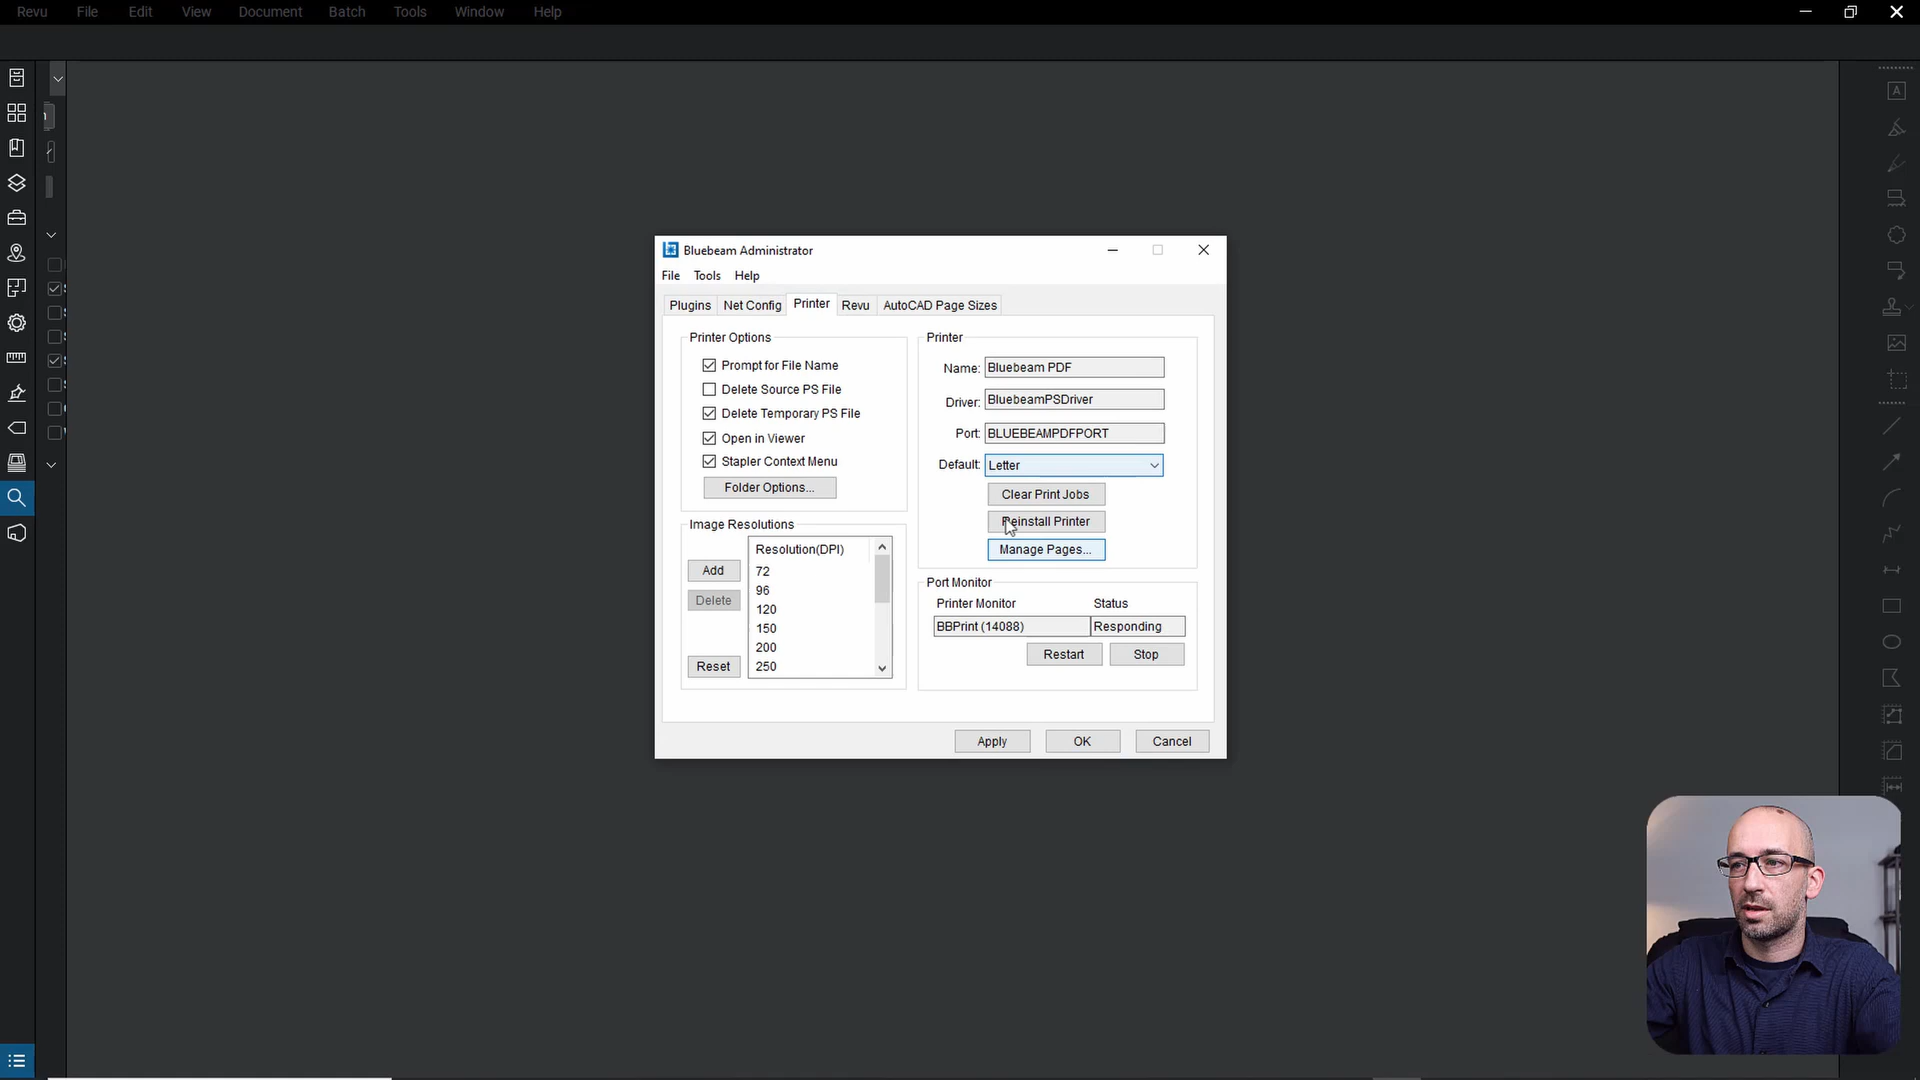 Revu File Edit View Document Batch Tools Window Help
Bluebeam Administrator
File Tools Help
Plugins Net Config Printer Revu AutoCAD Page Sizes
Printer Options
Prompt for File Name
Delete Source PS File
Delete Temporary PS File
Open in Viewer
Stapler Context Menu
Folder Options...
Image Resolutions
Resolution(DPI)
72
96
120
150
200
250
Add
Delete
Reset
Printer
Name: Bluebeam PDF
Driver: BluebeamPSDriver
Port: BLUEBEAMPDFPORT
Default: Letter
Clear Print Jobs
Reinstall Printer
Manage Pages...
Port Monitor
Printer Monitor Status
BBPrint (14088) Responding
Restart Stop
Apply OK Cancel